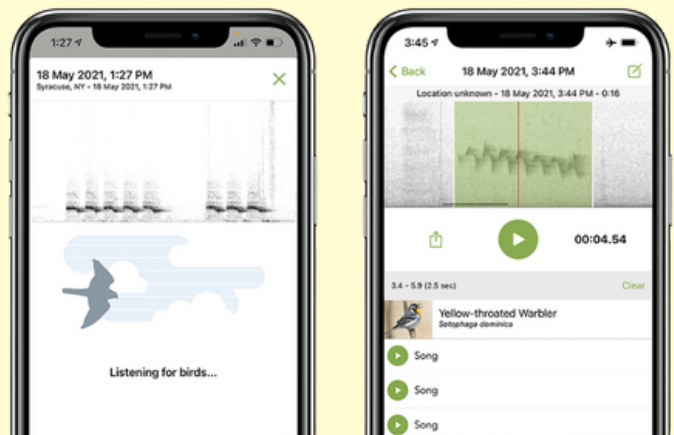 1:27
18 May 2021, 1:27 PM
Syracuse, NY - 18 May 2021, 1:27 PM
Listening for birds...
3:45
Back
18 May 2021, 3:44 PM
Location unknown - 18 May 2021, 3:44 PM - 0:16
00:04.54
3.4 - 5.9 (2.5 sec)
Clear
Yellow-throated Warbler
Setophaga dominica
Song
Song
Song